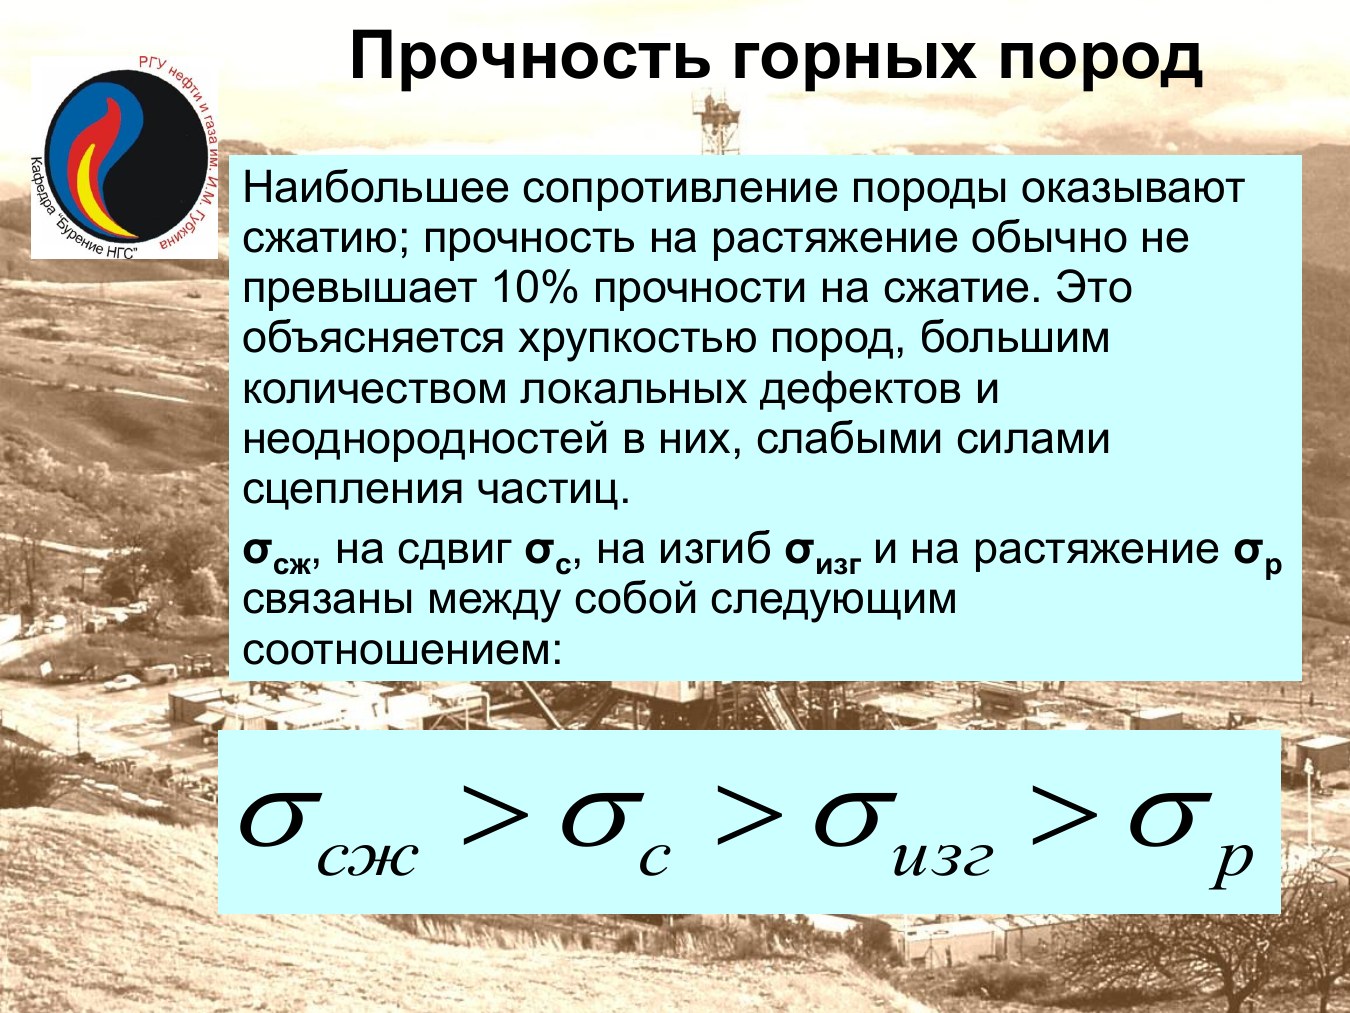 Прочность горных пород
РГУ нефти и газа им. И.М. Губкина
Кафедра "Бурение НГС"
Наибольшее сопротивление породы оказывают
сжатию; прочность на растяжение обычно не
превышает 10% прочности на сжатие. Это
объясняется хрупкостью пород, большим
количеством локальных дефектов и
неоднородностей в них, слабыми силами
сцепления частиц.
σсж, на сдвиг σс, на изгиб σизг и на растяжение σр
связаны между собой следующим
соотношением:
σсж > σс > σизг > σр